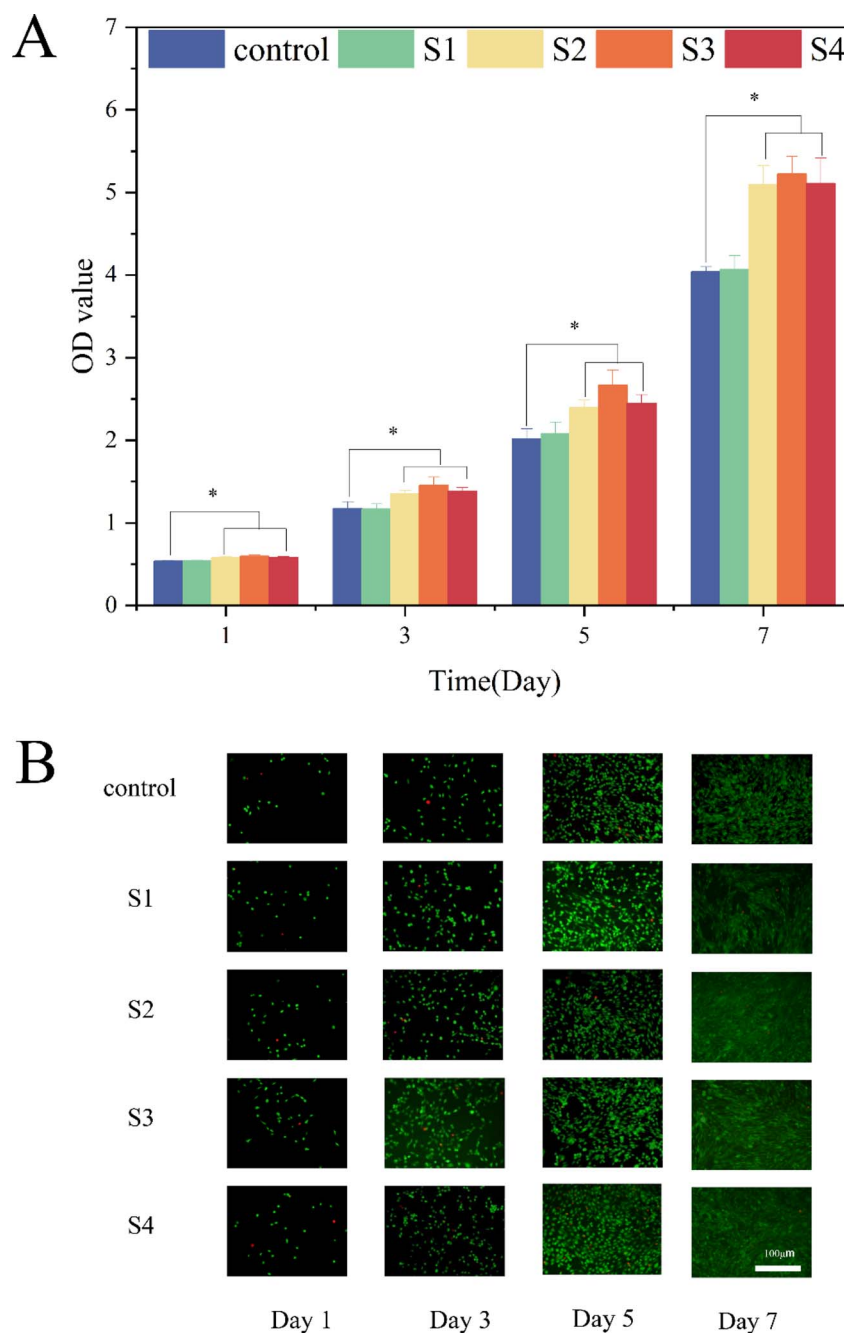 A
control S1 S2 S3 S4
7
6
5
4
3
2
1
0
OD value
*
*
*
*
1 3 5 7
Time(Day)
B
control
S1
S2
S3
S4
100μm
Day 1 Day 3 Day 5 Day 7